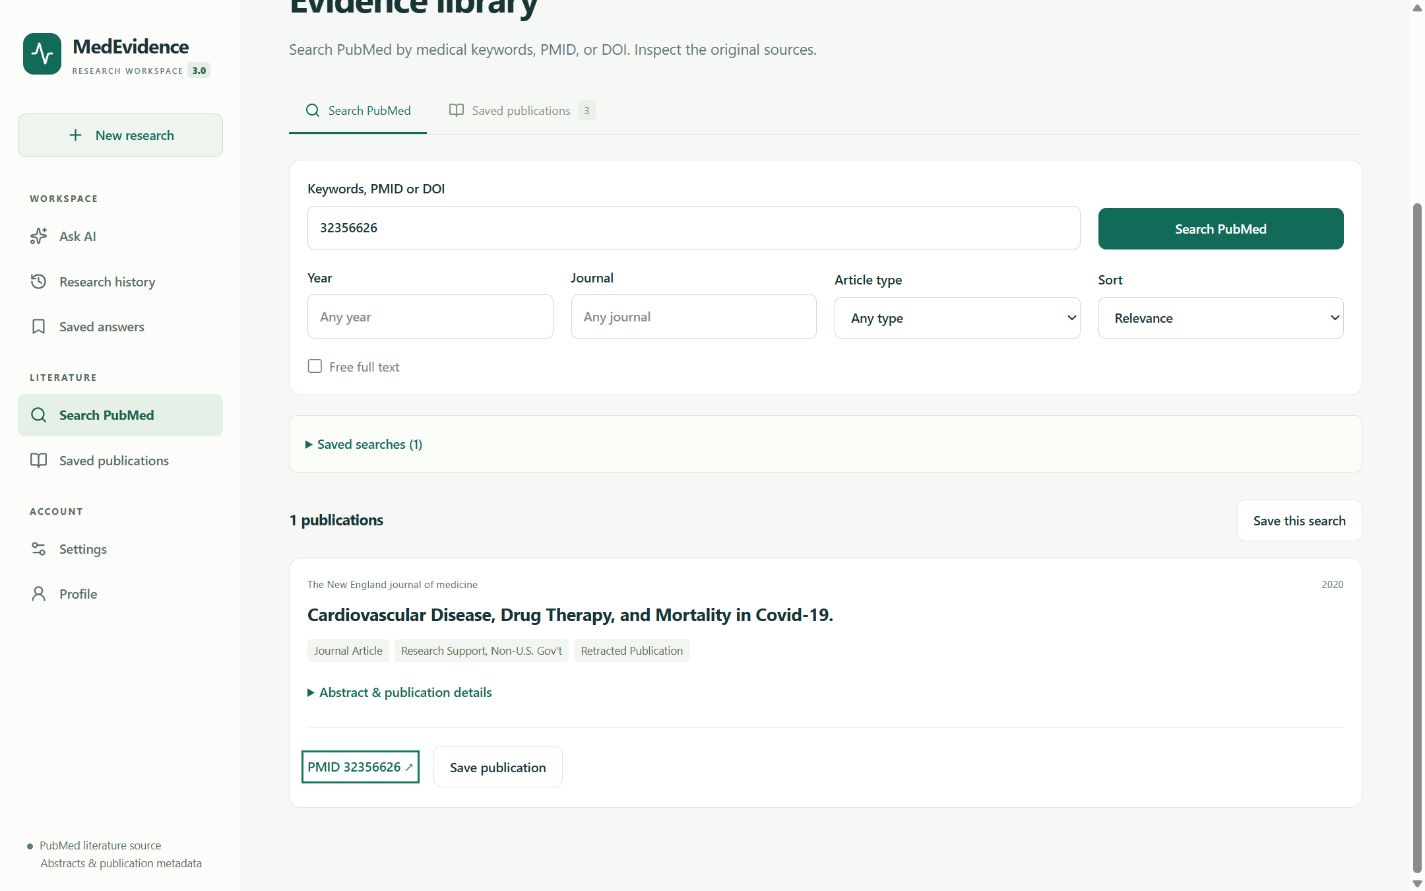 Evidence library
MedEvidence
RESEARCH WORKSPACE 3.0
New research
WORKSPACE
Ask AI
Research history
Saved answers
LITERATURE
Search PubMed
Saved publications
ACCOUNT
Settings
Profile
PubMed literature source
Abstracts & publication metadata
Search PubMed by medical keywords, PMID, or DOI. Inspect the original sources.
Search PubMed
Saved publications 3
Keywords, PMID or DOI
32356626
Search PubMed
Year
Journal
Article type
Sort
Any year
Any journal
Any type
Relevance
Free full text
Saved searches (1)
1 publications
Save this search
The New England journal of medicine
2020
Cardiovascular Disease, Drug Therapy, and Mortality in Covid-19.
Journal Article
Research Support, Non-U.S. Gov't
Retracted Publication
Abstract & publication details
PMID 32356626 ↗
Save publication